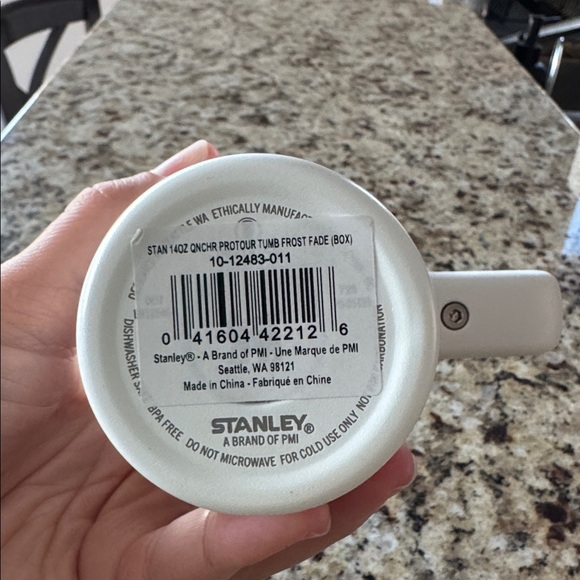 E WA ETHICALLY MANUFAC
STAN 14OZ QNCHR PROTOUR TUMB FROST FADE (BOX)
10-12483-011
0 41604 42212 6
Stanley® - A Brand of PMI - Une Marque de PMI
Seattle, WA 98121
Made in China - Fabriqué en Chine
STANLEY®
A BRAND OF PMI
DISHWASHER S
BPA FREE DO NOT MICROWAVE FOR COLD USE ONLY NO
RBONATION